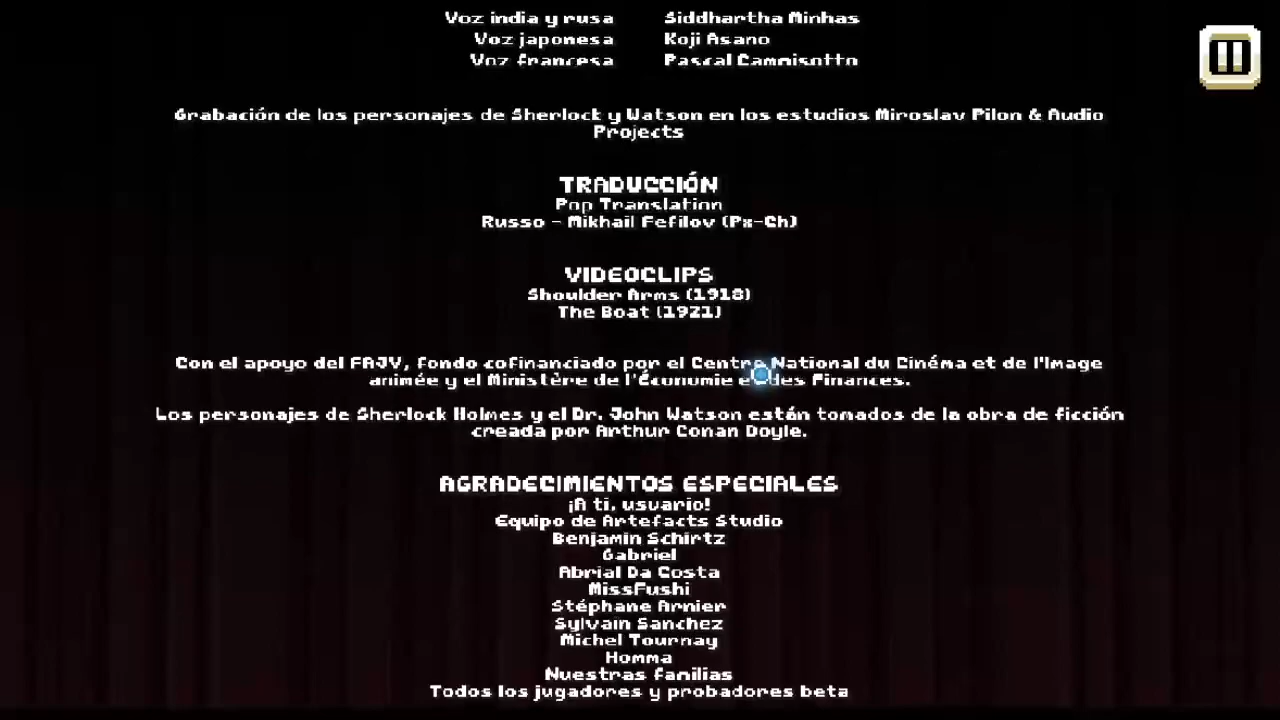 Voz india y rusa Siddhartha Minhas
Voz japonesa Koji Asano
Voz francesa Pascal Cammisotto
Grabación de los personajes de Sherlock y Watson en los estudios Miroslav Pilon & Audio
Projects
TRADUCCIÓN
Pop Translation
Russo - Mikhail Fefilov (Px-Ch)
VIDEOCLIPS
Shoulder Arms (1918)
The Boat (1921)
Con el apoyo del FAJV, fondo cofinanciado por el Centre National du Cinéma et de l'Image
animée y el Ministère de l'Économie et des Finances.
Los personajes de Sherlock Holmes y el Dr. John Watson están tomados de la obra de ficción
creada por Arthur Conan Doyle.
AGRADECIMIENTOS ESPECIALES
¡A ti, usuario!
Equipo de Artefacts Studio
Benjamin Schirtz
Gabriel
Abrial Da Costa
MissFushi
Stéphane Arnier
Sylvain Sanchez
Michel Tournay
Homma
Nuestras familias
Todos los jugadores y probadores beta